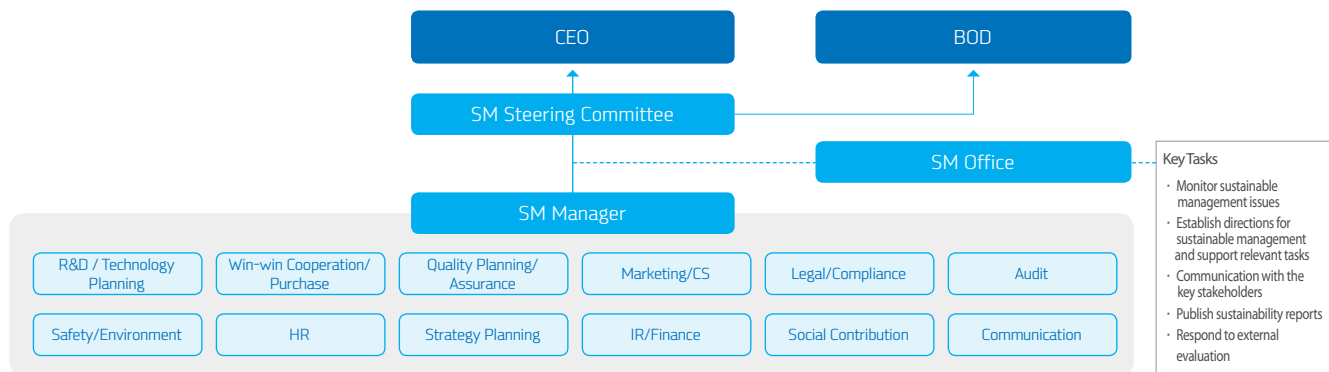 CEO
BOD
SM Steering Committee
SM Office
SM Manager
R&D / Technology
Planning
Win-win Cooperation/
Purchase
Quality Planning/
Assurance
Marketing/CS
Legal/Compliance
Audit
Safety/Environment
HR
Strategy Planning
IR/Finance
Social Contribution
Communication
Key Tasks
· Monitor sustainable
management issues
· Establish directions for
sustainable management
and support relevant tasks
· Communication with the
key stakeholders
· Publish sustainability reports
· Respond to external
evaluation